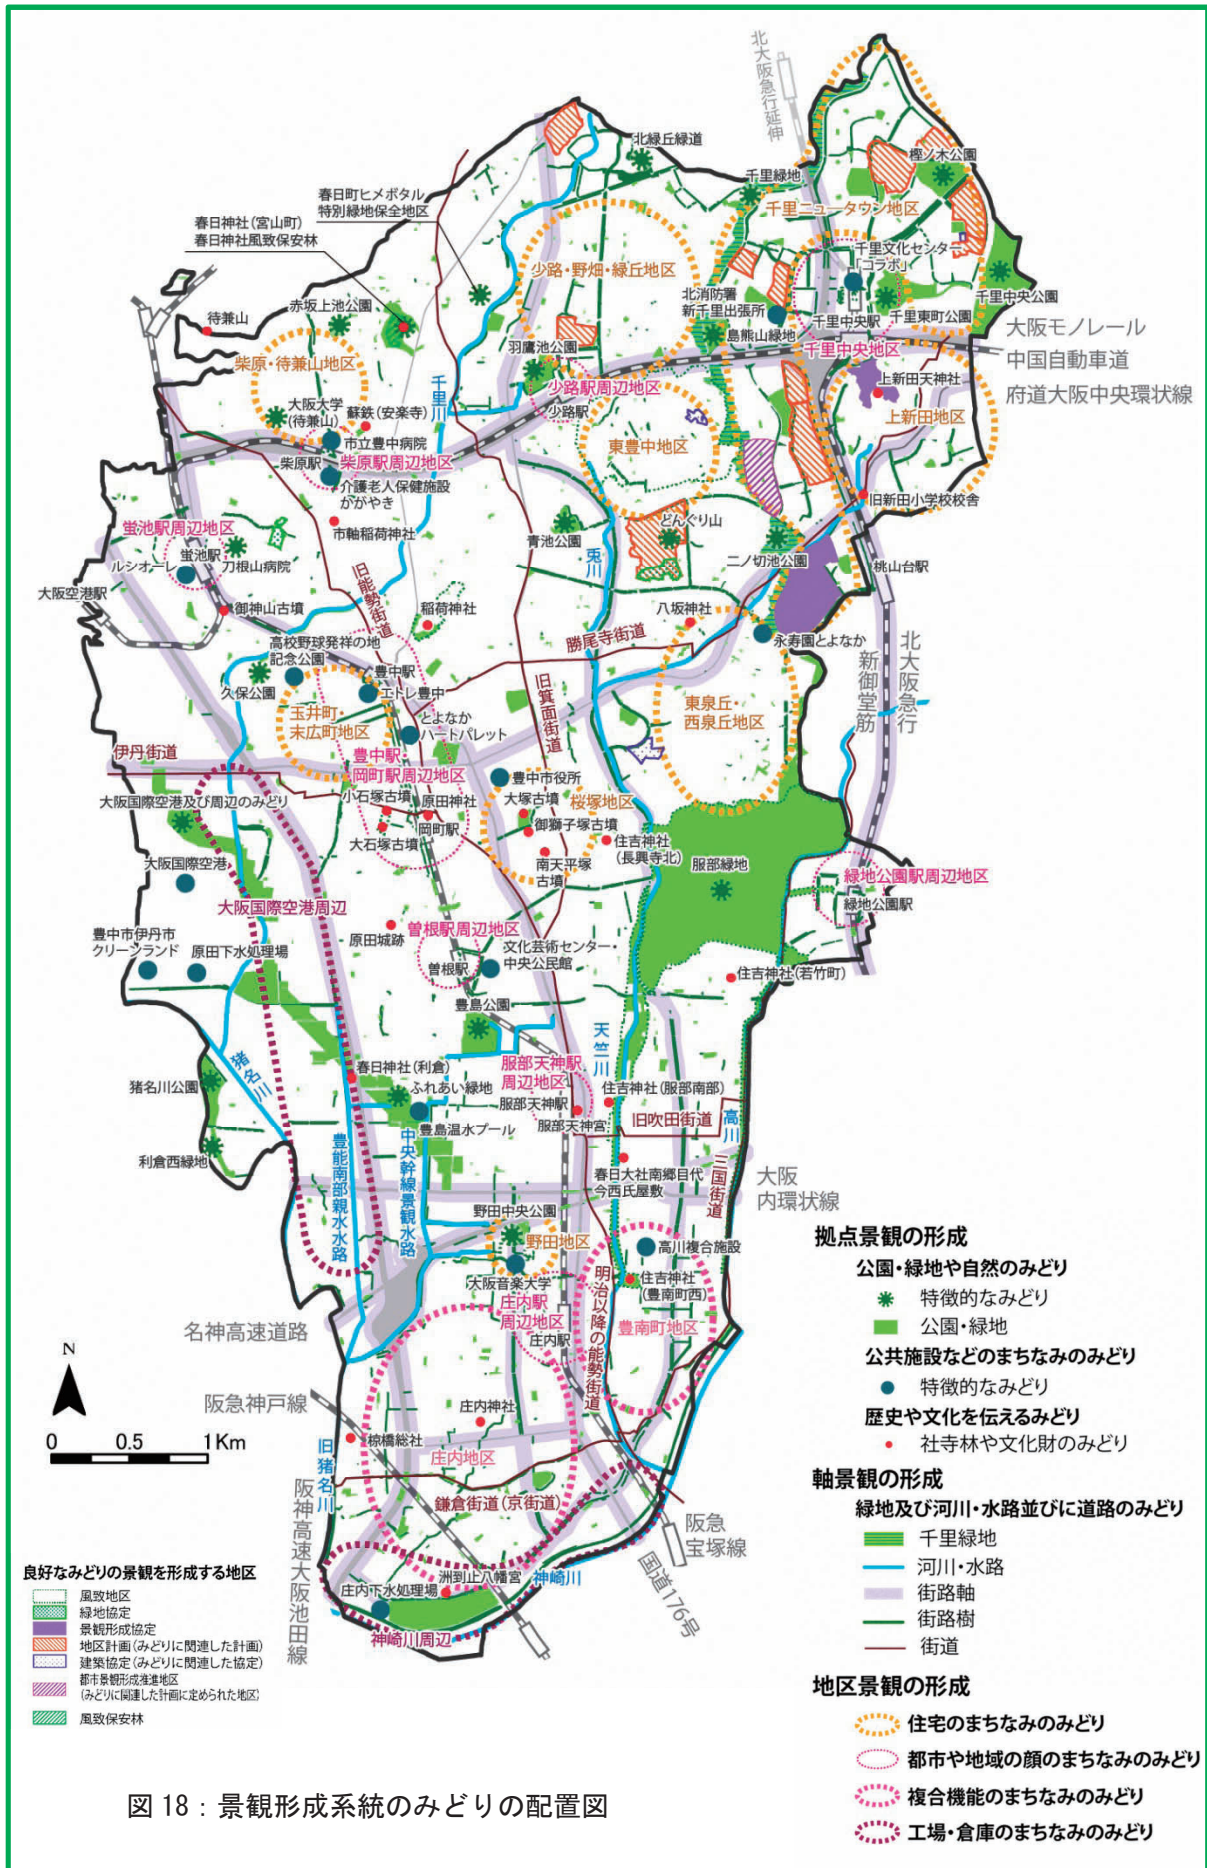 北大阪急行延伸
北緑丘緑道
樫ノ木公園
春日町ヒメボタル
特別緑地保全地区
千里緑地
千里ニュータウン地区
春日神社(宮山町)
春日神社風致保安林
千里文化センター
「コラボ」
少路・野畑・緑丘地区
待兼山
赤坂上池公園
北消防署
新千里出張所
千里中央公園
千里東町公園
島熊山緑地
千里中央駅
大阪モノレール
柴原・待兼山地区
羽鷹池公園
千里中央地区
中国自動車道
千里川
少路駅周辺地区
上新田天神社
府道大阪中央環状線
大阪大学
(待兼山)
蘇鉄(安楽寺)
少路駅
上新田地区
市立豊中病院
東豊中地区
柴原駅
柴原駅周辺地区
介護老人保健施設
かがやき
旧新田小学校校舎
蛍池駅周辺地区
市軸稲荷神社
どんぐり山
青池公園
二ノ切池公園
蛍池駅
ルシオーレ
刀根山病院
兎川
桃山台駅
大阪空港駅
旧能勢街道
御神山古墳
稲荷神社
八坂神社
勝尾寺街道
永寿園とよなか
高校野球発祥の地
記念公園
豊中駅
北大阪急行
新御堂筋
久保公園
エトレ豊中
旧箕面街道
玉井町・
末広町地区
東泉丘・
西泉丘地区
とよなか
ハートパレット
伊丹街道
豊中駅・
岡町駅周辺地区
豊中市役所
大阪国際空港及び周辺のみどり
小石塚古墳
原田神社
大塚古墳
桜塚地区
岡町駅
御獅子塚古墳
大石塚古墳
住吉神社
(長興寺北)
南天平塚
古墳
大阪国際空港
服部緑地
緑地公園駅周辺地区
緑地公園駅
大阪国際空港周辺
曽根駅周辺地区
豊中市伊丹市
クリーンランド
原田下水処理場
原田城跡
文化芸術センター・
中央公民館
曽根駅
住吉神社(若竹町)
豊島公園
天竺川
猪名川
服部天神駅
周辺地区
春日神社(利倉)
猪名川公園
ふれあい緑地
住吉神社(服部南部)
服部天神駅
高川
豊島温水プール
服部天神宮
旧吹田街道
利倉西緑地
豊能南部親水水路
中央幹線景観水路
三国街道
春日大社南郷目代
今西氏屋敷
大阪
内環状線
野田中央公園
野田地区
高川複合施設
大阪音楽大学
明治以降の能勢街道
住吉神社
(豊南町西)
庄内駅
周辺地区
豊南町地区
名神高速道路
庄内駅
阪急神戸線
N
0 0.5 1 Km
庄内神社
旧猪名川
椋橋総社
庄内地区
鎌倉街道(京街道)
阪神高速大阪池田線
阪急
宝塚線
洲到止八幡宮
神崎川
国道176号
庄内下水処理場
神崎川周辺
拠点景観の形成
公園・緑地や自然のみどり
特徴的なみどり
公園・緑地
公共施設などのまちなみのみどり
特徴的なみどり
歴史や文化を伝えるみどり
社寺林や文化財のみどり
軸景観の形成
緑地及び河川・水路並びに道路のみどり
千里緑地
河川・水路
街路軸
街路樹
街道
地区景観の形成
住宅のまちなみのみどり
都市や地域の顔のまちなみのみどり
複合機能のまちなみのみどり
工場・倉庫のまちなみのみどり
良好なみどりの景観を形成する地区
風致地区
緑地協定
景観形成協定
地区計画(みどりに関連した計画)
建築協定(みどりに関連した協定)
都市景観形成推進地区
(みどりに関連した計画に定められた地区)
風致保安林
図18：景観形成系統のみどりの配置図